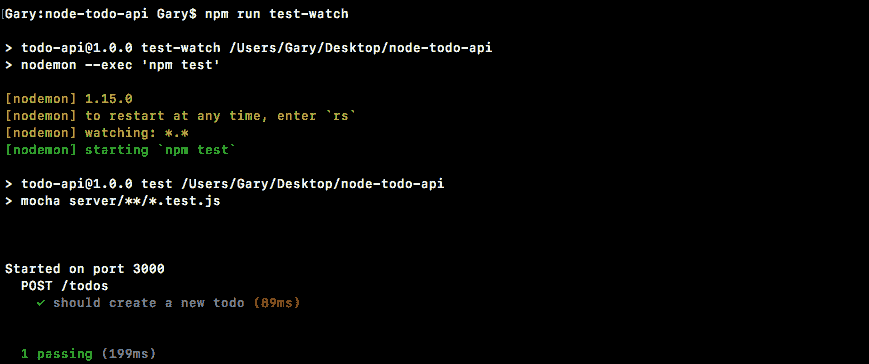 [Gary:node-todo-api Gary$ npm run test-watch
> todo-api@1.0.0 test-watch /Users/Gary/Desktop/node-todo-api
> nodemon --exec 'npm test'
[nodemon] 1.15.0
[nodemon] to restart at any time, enter `rs`
[nodemon] watching: *.*
[nodemon] starting `npm test`
> todo-api@1.0.0 test /Users/Gary/Desktop/node-todo-api
> mocha server/**/*.test.js
Started on port 3000
POST /todos
✓ should create a new todo (89ms)
1 passing (199ms)